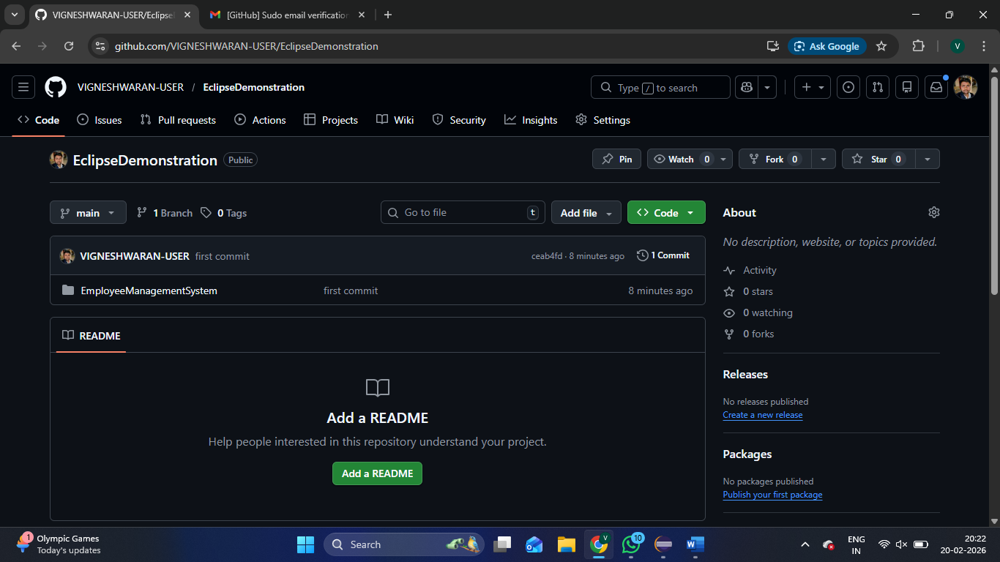 VIGNESHWARAN-USER/Eclipse
[GitHub] Sudo email verification
github.com/VIGNESHWARAN-USER/EclipseDemonstration
Ask Google
V
VIGNESHWARAN-USER / EclipseDemonstration
Type / to search
Code
Issues
Pull requests
Actions
Projects
Wiki
Security
Insights
Settings
EclipseDemonstration
Public
Pin
Watch 0
Fork 0
Star 0
main
1 Branch
0 Tags
Go to file
t
Add file
Code
VIGNESHWARAN-USER first commit
ceab4fd · 8 minutes ago
1 Commit
EmployeeManagementSystem
first commit
8 minutes ago
README
Add a README
Help people interested in this repository understand your project.
Add a README
About
No description, website, or topics provided.
Activity
0 stars
0 watching
0 forks
Releases
No releases published
Create a new release
Packages
No packages published
Publish your first package
1
Olympic Games
Today's updates
Search
V
10
W
ENG
IN
20:22
20-02-2026